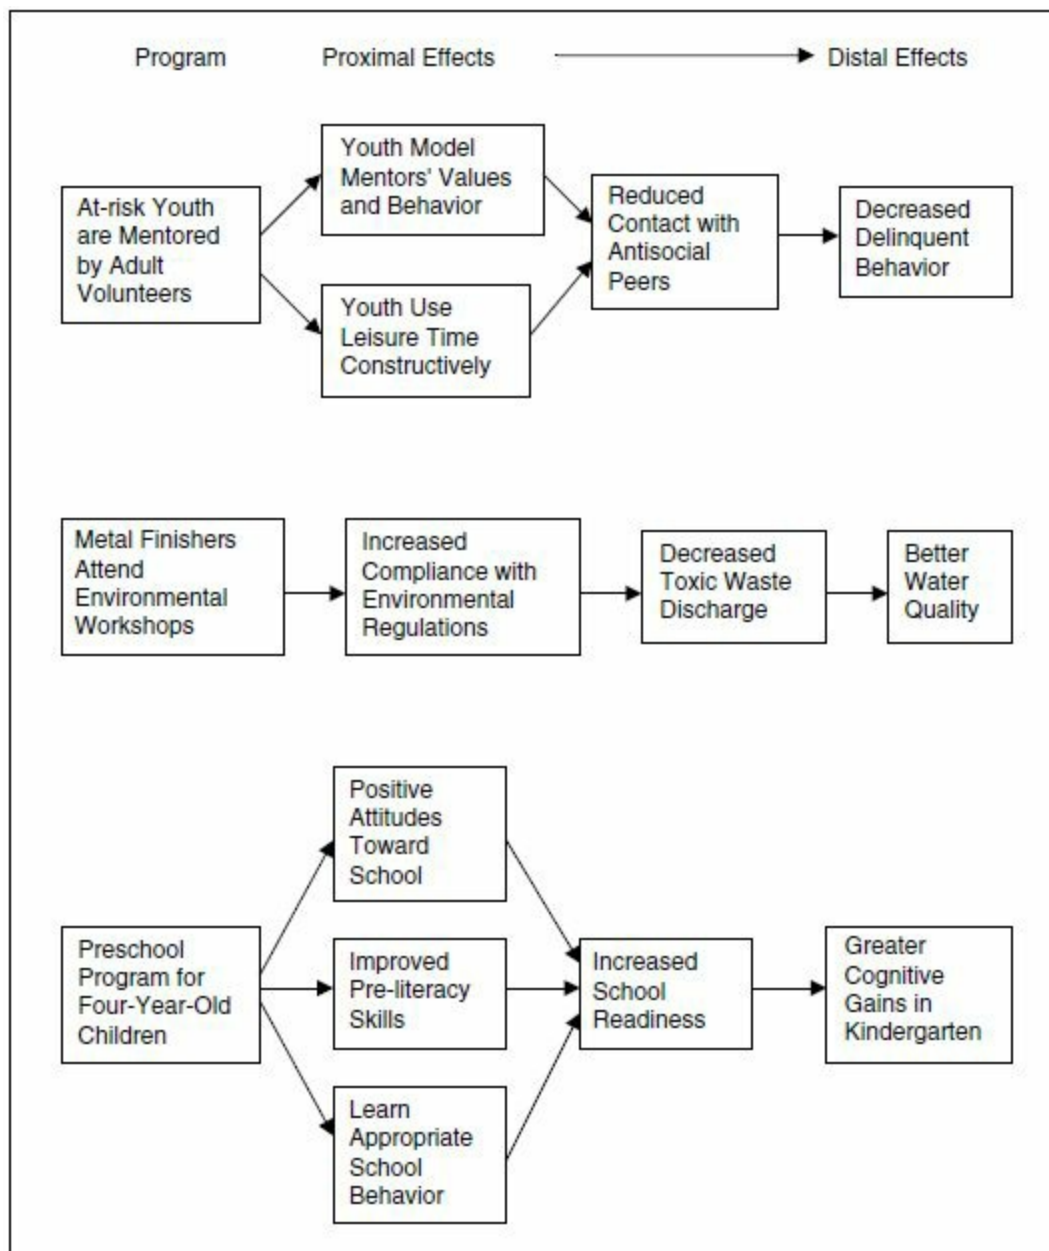 Program Proximal Effects Distal Effects
Youth Model
Mentors' Values
and Behavior
At-risk Youth
are Mentored
by Adult
Volunteers
Youth Use
Leisure Time
Constructively
Reduced
Contact with
Antisocial
Peers
Decreased
Delinquent
Behavior
Metal Finishers
Attend
Environmental
Workshops
Increased
Compliance with
Environmental
Regulations
Decreased
Toxic Waste
Discharge
Better
Water
Quality
Preschool
Program for
Four-Year-Old
Children
Positive
Attitudes
Toward
School
Improved
Pre-literacy
Skills
Learn
Appropriate
School
Behavior
Increased
School
Readiness
Greater
Cognitive
Gains in
Kindergarten